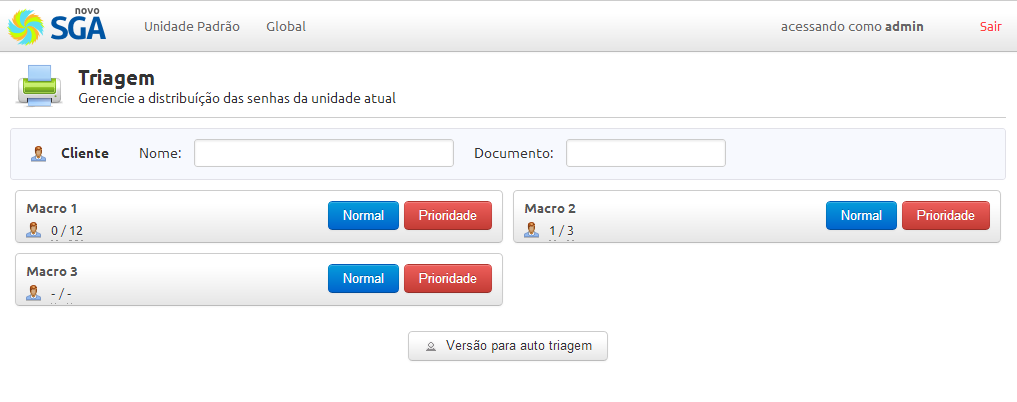 novo
SGA
Unidade Padrão Global acessando como admin Sair
Triagem
Gerencie a distribuíção das senhas da unidade atual
Cliente Nome: Documento:
Macro 1 Normal Prioridade
0 / 12
Macro 2 Normal Prioridade
1 / 3
Macro 3 Normal Prioridade
- / -
Versão para auto triagem